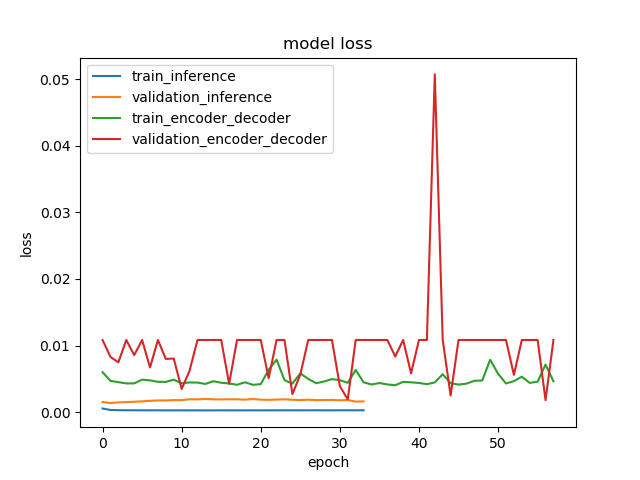 model loss
train_inference
validation_inference
train_encoder_decoder
validation_encoder_decoder
0.05
0.04
0.03
0.02
0.01
0.00
loss
0 10 20 30 40 50
epoch